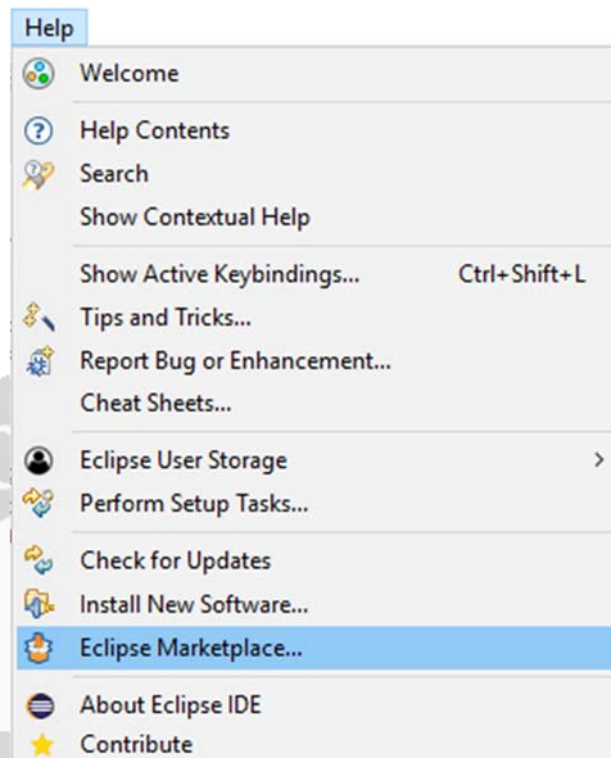 Help
Welcome
Help Contents
Search
Show Contextual Help
Show Active Keybindings... Ctrl+Shift+L
Tips and Tricks...
Report Bug or Enhancement...
Cheat Sheets...
Eclipse User Storage
Perform Setup Tasks...
Check for Updates
Install New Software...
Eclipse Marketplace...
About Eclipse IDE
Contribute